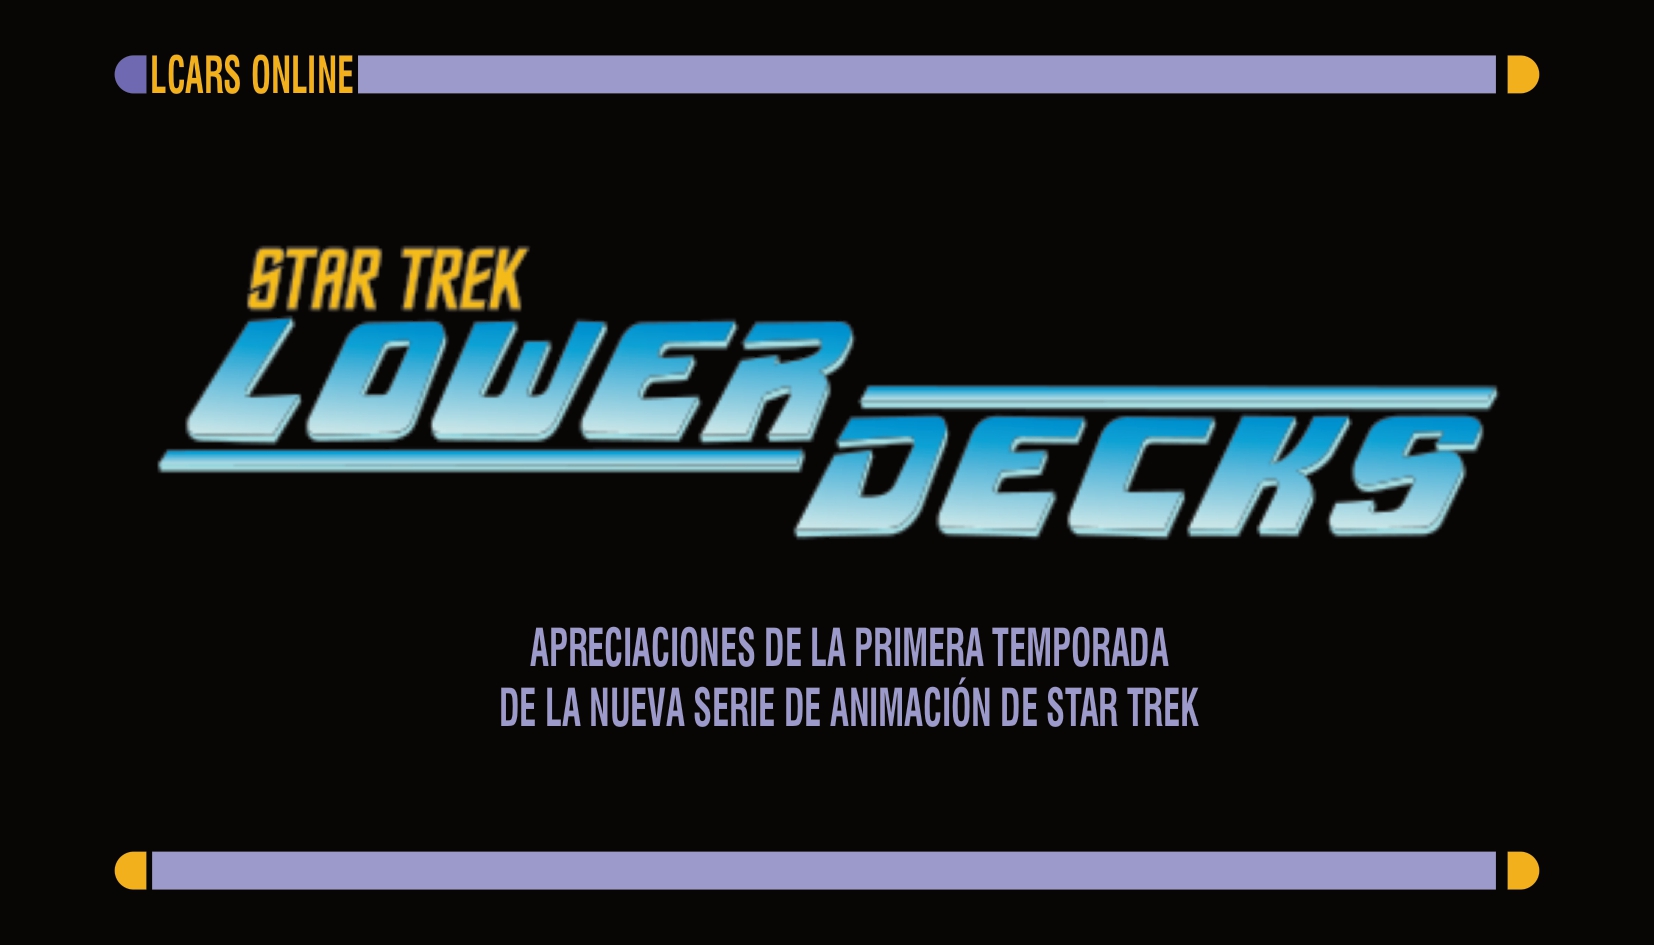 LCARS ONLINE
STAR TREK
LOWER
DECKS
APRECIACIONES DE LA PRIMERA TEMPORADA
DE LA NUEVA SERIE DE ANIMACIÓN DE STAR TREK